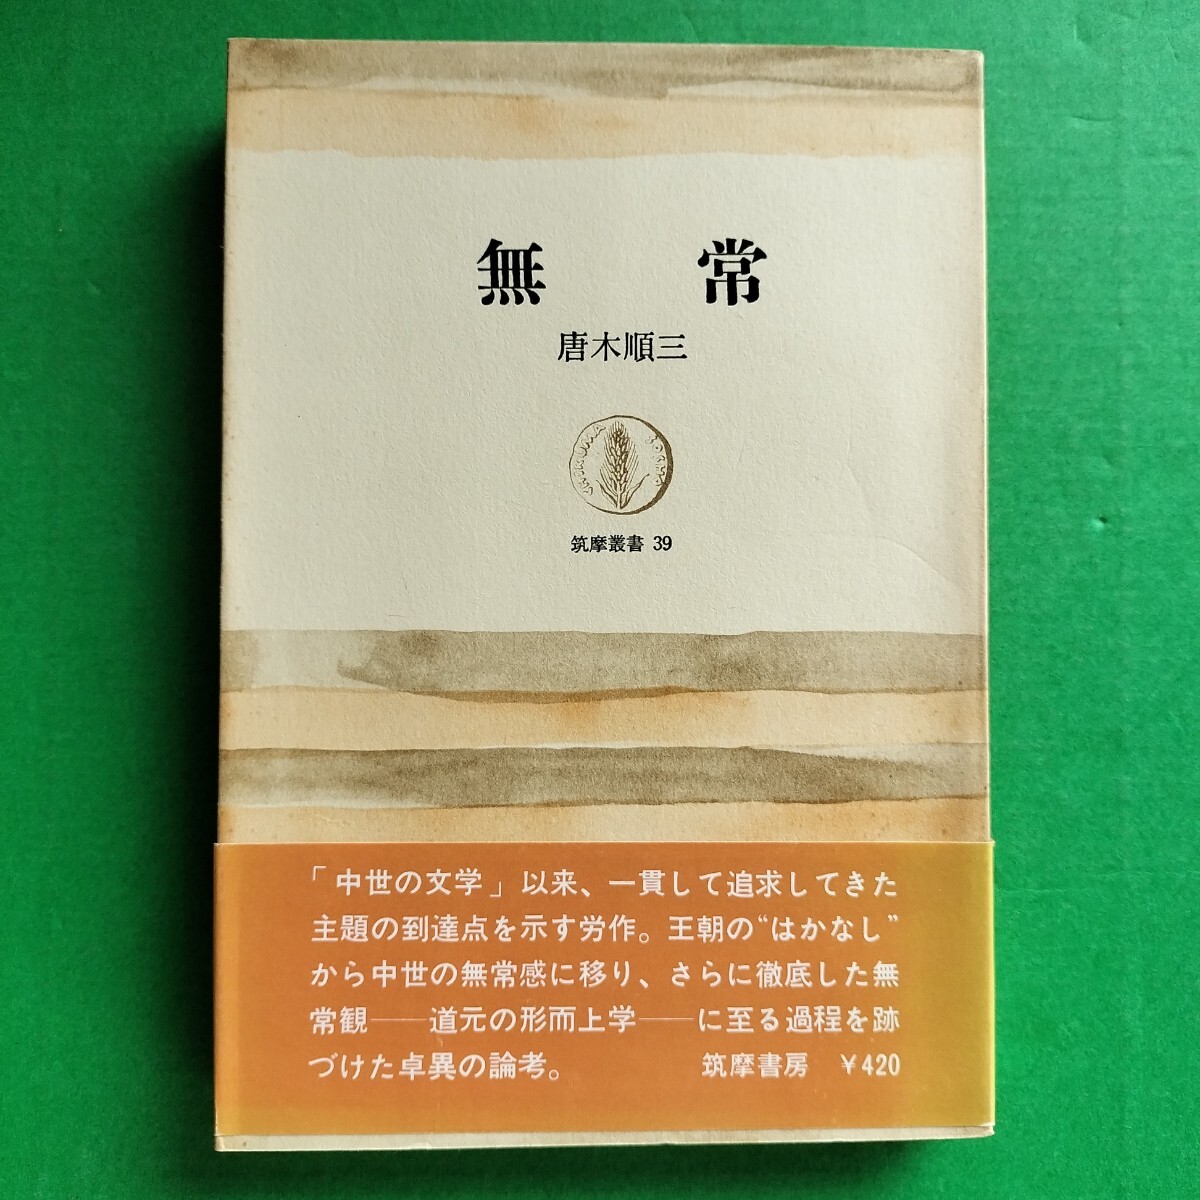 無 常
唐木順三
CHIKUMA SOSHO
筑摩叢書 39
「中世の文学」以来、一貫して追求してきた
主題の到達点を示す労作。王朝の“はかなし”
から中世の無常感に移り、さらに徹底した無
常観——道元の形而上学——に至る過程を跡
づけた卓異の論考。 筑摩書房 ¥420